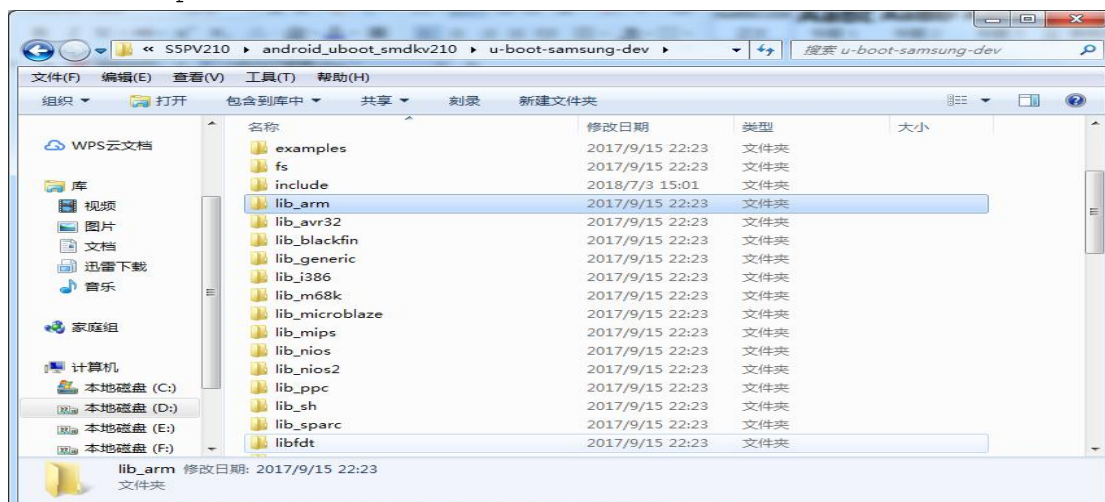 « S5PV210 ▸ android_uboot_smdkv210 ▸ u-boot-samsung-dev ▸ 搜索 u-boot-samsung-dev
文件(F) 编辑(E) 查看(V) 工具(T) 帮助(H)
组织 打开 包含到库中 共享 刻录 新建文件夹
名称 修改日期 类型 大小
WPS云文档
库
视频
图片
文档
迅雷下载
音乐
家庭组
计算机
本地磁盘 (C:)
本地磁盘 (D:)
本地磁盘 (E:)
本地磁盘 (F:)
examples 2017/9/15 22:23 文件夹
fs 2017/9/15 22:23 文件夹
include 2018/7/3 15:01 文件夹
lib_arm 2017/9/15 22:23 文件夹
lib_avr32 2017/9/15 22:23 文件夹
lib_blackfin 2017/9/15 22:23 文件夹
lib_generic 2017/9/15 22:23 文件夹
lib_i386 2017/9/15 22:23 文件夹
lib_m68k 2017/9/15 22:23 文件夹
lib_microblaze 2017/9/15 22:23 文件夹
lib_mips 2017/9/15 22:23 文件夹
lib_nios 2017/9/15 22:23 文件夹
lib_nios2 2017/9/15 22:23 文件夹
lib_ppc 2017/9/15 22:23 文件夹
lib_sh 2017/9/15 22:23 文件夹
lib_sparc 2017/9/15 22:23 文件夹
libfdt 2017/9/15 22:23 文件夹
lib_arm 修改日期: 2017/9/15 22:23
文件夹